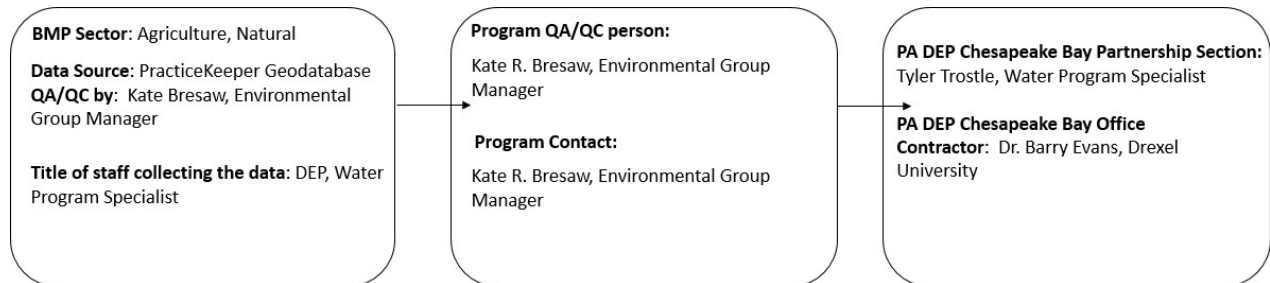 BMP Sector: Agriculture, Natural
Data Source: PracticeKeeper Geodatabase
QA/QC by: Kate Bresaw, Environmental
Group Manager
Title of staff collecting the data: DEP, Water
Program Specialist
Program QA/QC person:
Kate R. Bresaw, Environmental Group
Manager
Program Contact:
Kate R. Bresaw, Environmental Group
Manager
PA DEP Chesapeake Bay Partnership Section:
Tyler Trostle, Water Program Specialist
PA DEP Chesapeake Bay Office
Contractor: Dr. Barry Evans, Drexel
University